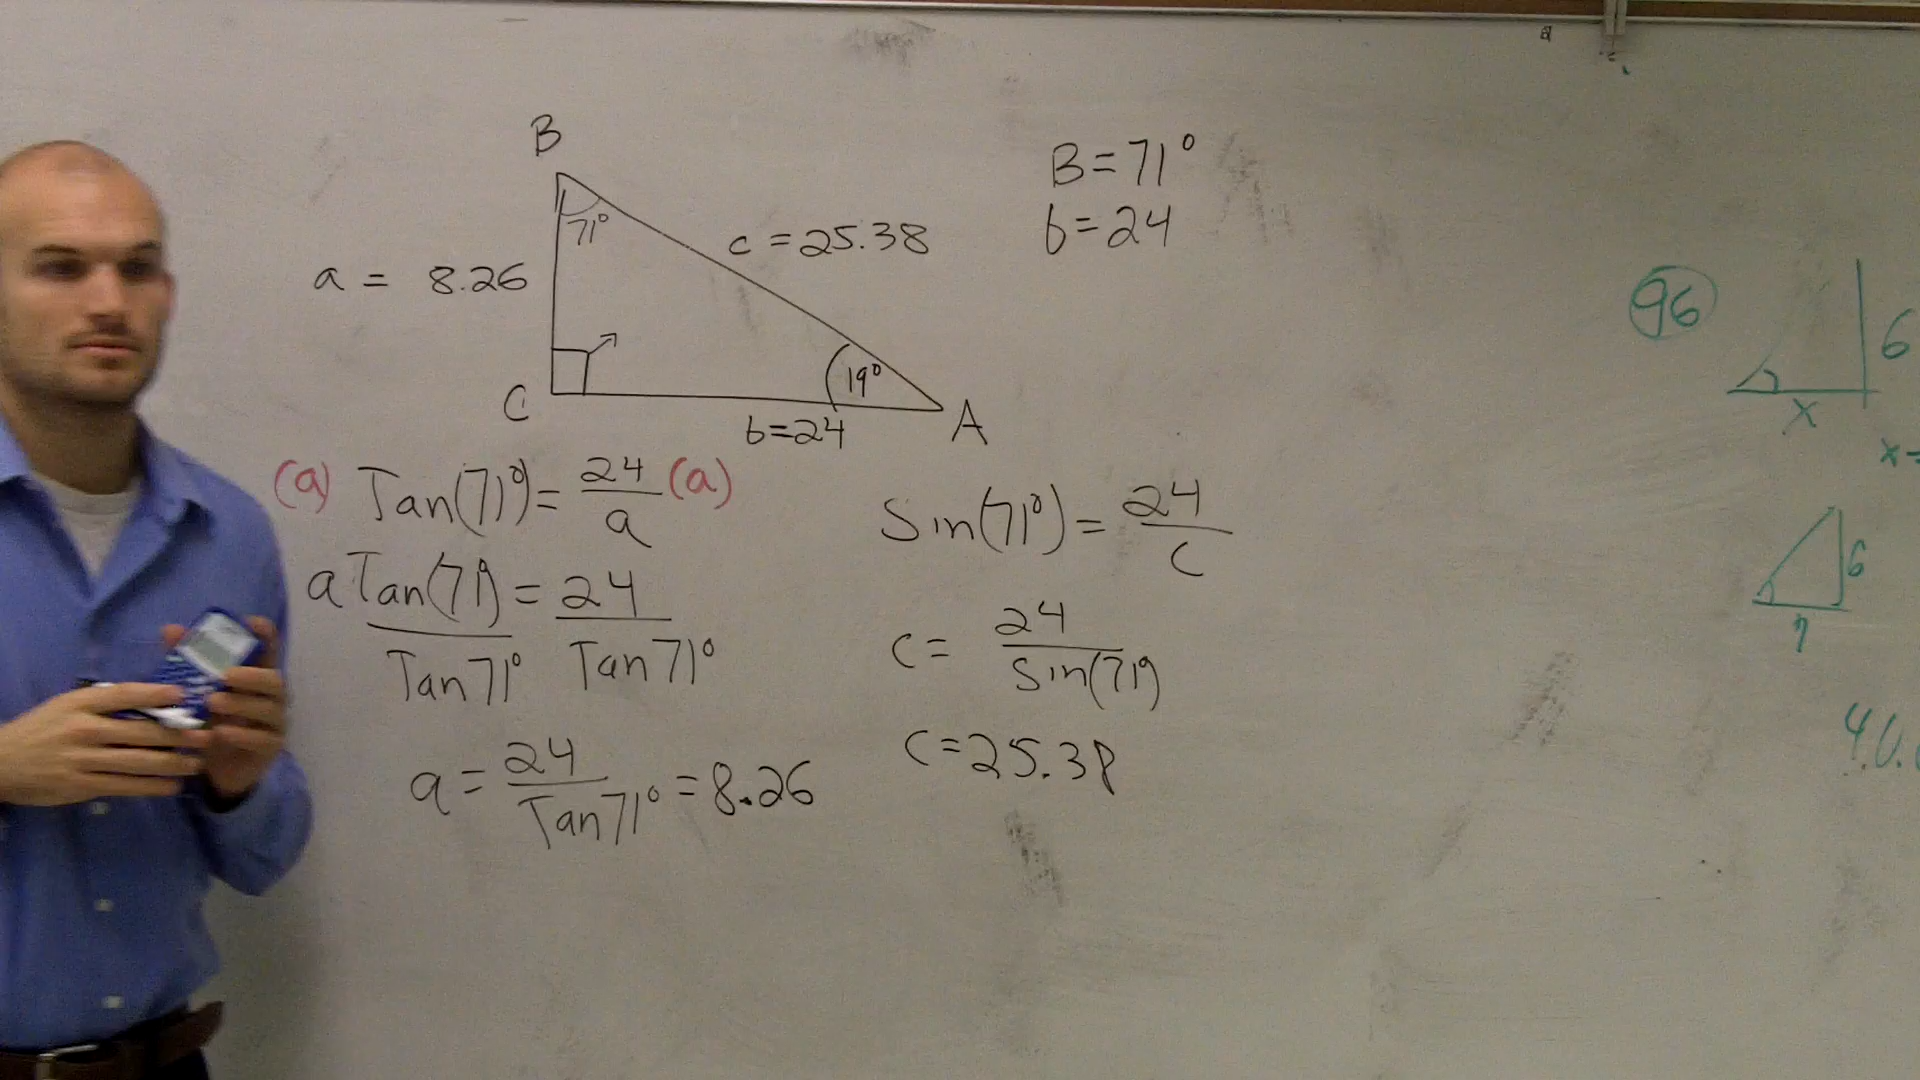 B
71°
c = 25.38
a = 8.26
19°
C
b=24
A
B = 71°
b = 24
(a) Tan(71°) = 24/a (a)
a Tan(71°) = 24
Tan71° Tan71°
a = 24/Tan71° = 8.26
Sin(71°) = 24/c
c = 24/Sin(71°)
c = 25.38
96
6
x
x=
6
7